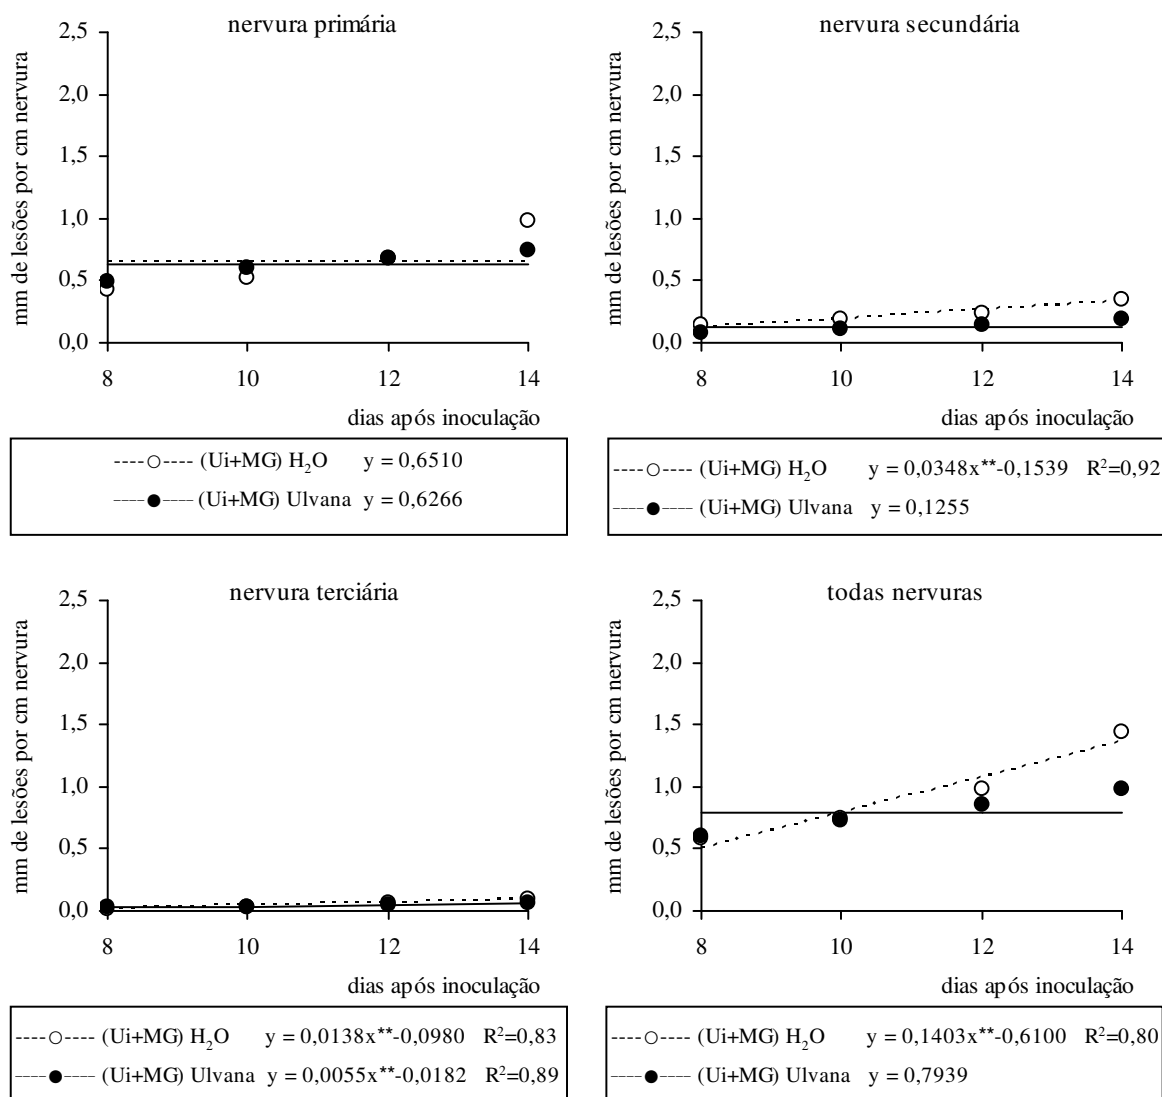 nervura primária
mm de lesões por cm nervura
2,5
2,0
1,5
1,0
0,5
0,0
8 10 12 14
dias após inoculação
(Ui+MG) H₂O y = 0,6510
(Ui+MG) Ulvana y = 0,6266
nervura secundária
mm de lesões por cm nervura
2,5
2,0
1,5
1,0
0,5
0,0
8 10 12 14
dias após inoculação
(Ui+MG) H₂O y = 0,0348x**-0,1539 R²=0,92
(Ui+MG) Ulvana y = 0,1255
nervura terciária
mm de lesões por cm nervura
2,5
2,0
1,5
1,0
0,5
0,0
8 10 12 14
dias após inoculação
(Ui+MG) H₂O y = 0,0138x**-0,0980 R²=0,83
(Ui+MG) Ulvana y = 0,0055x**-0,0182 R²=0,89
todas nervuras
mm de lesões por cm nervura
2,5
2,0
1,5
1,0
0,5
0,0
8 10 12 14
dias após inoculação
(Ui+MG) H₂O y = 0,1403x**-0,6100 R²=0,80
(Ui+MG) Ulvana y = 0,7939